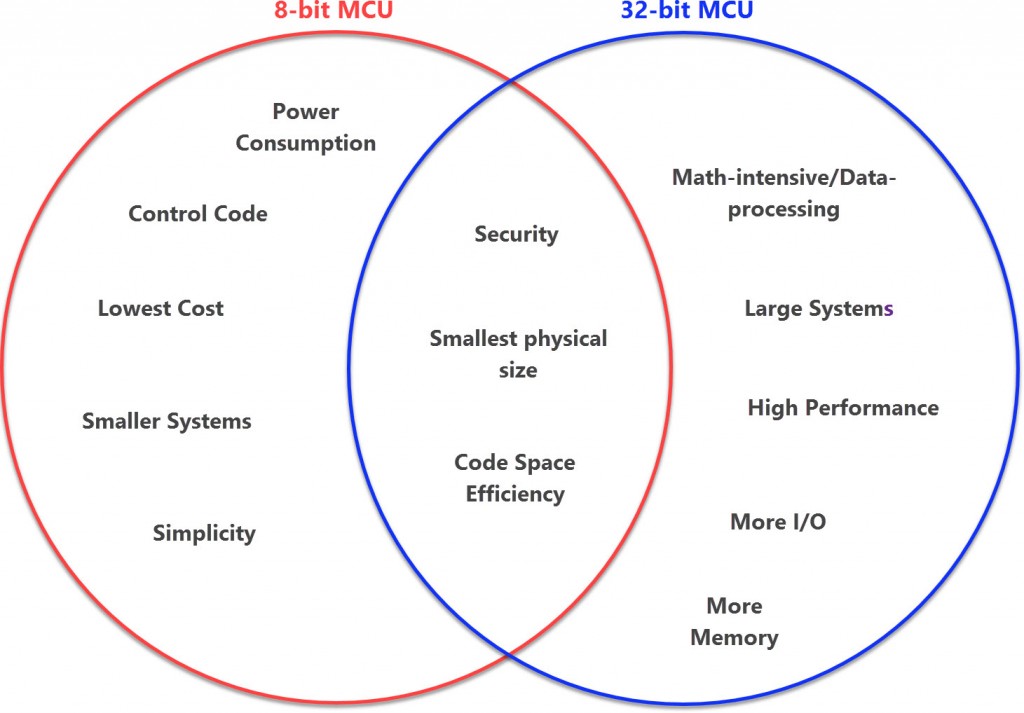 8-bit MCU
32-bit MCU
Power
Consumption
Control Code
Lowest Cost
Smaller Systems
Simplicity
Security
Smallest physical
size
Code Space
Efficiency
Math-intensive/Data-
processing
Large Systems
High Performance
More I/O
More
Memory